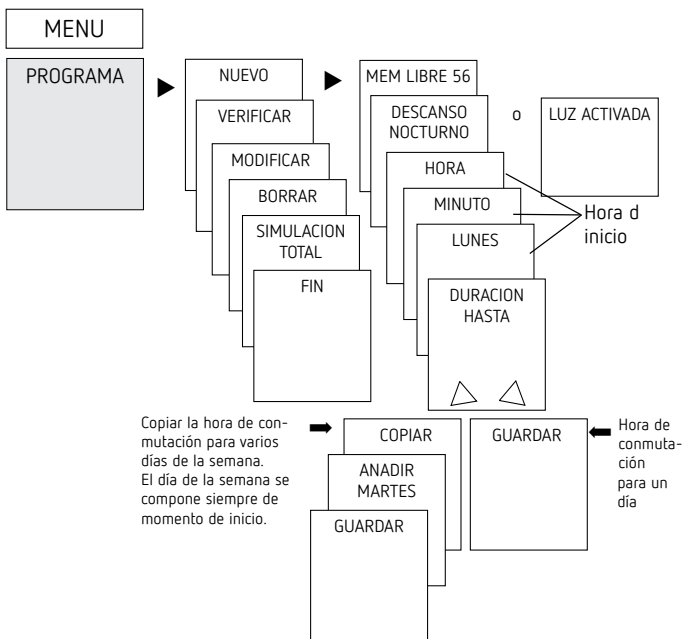 MENU
PROGRAMA
NUEVO
VERIFICAR
MODIFICAR
BORRAR
SIMULACION
TOTAL
FIN
MEM LIBRE 56
DESCANSO
NOCTURNO
o
LUZ ACTIVADA
HORA
MINUTO
LUNES
Hora d
inicio
DURACION
HASTA
Copiar la hora de con-
mutación para varios
días de la semana.
El día de la semana se
compone siempre de
momento de inicio.
COPIAR
ANADIR
MARTES
GUARDAR
GUARDAR
Hora de
conmuta-
ción
para un
día